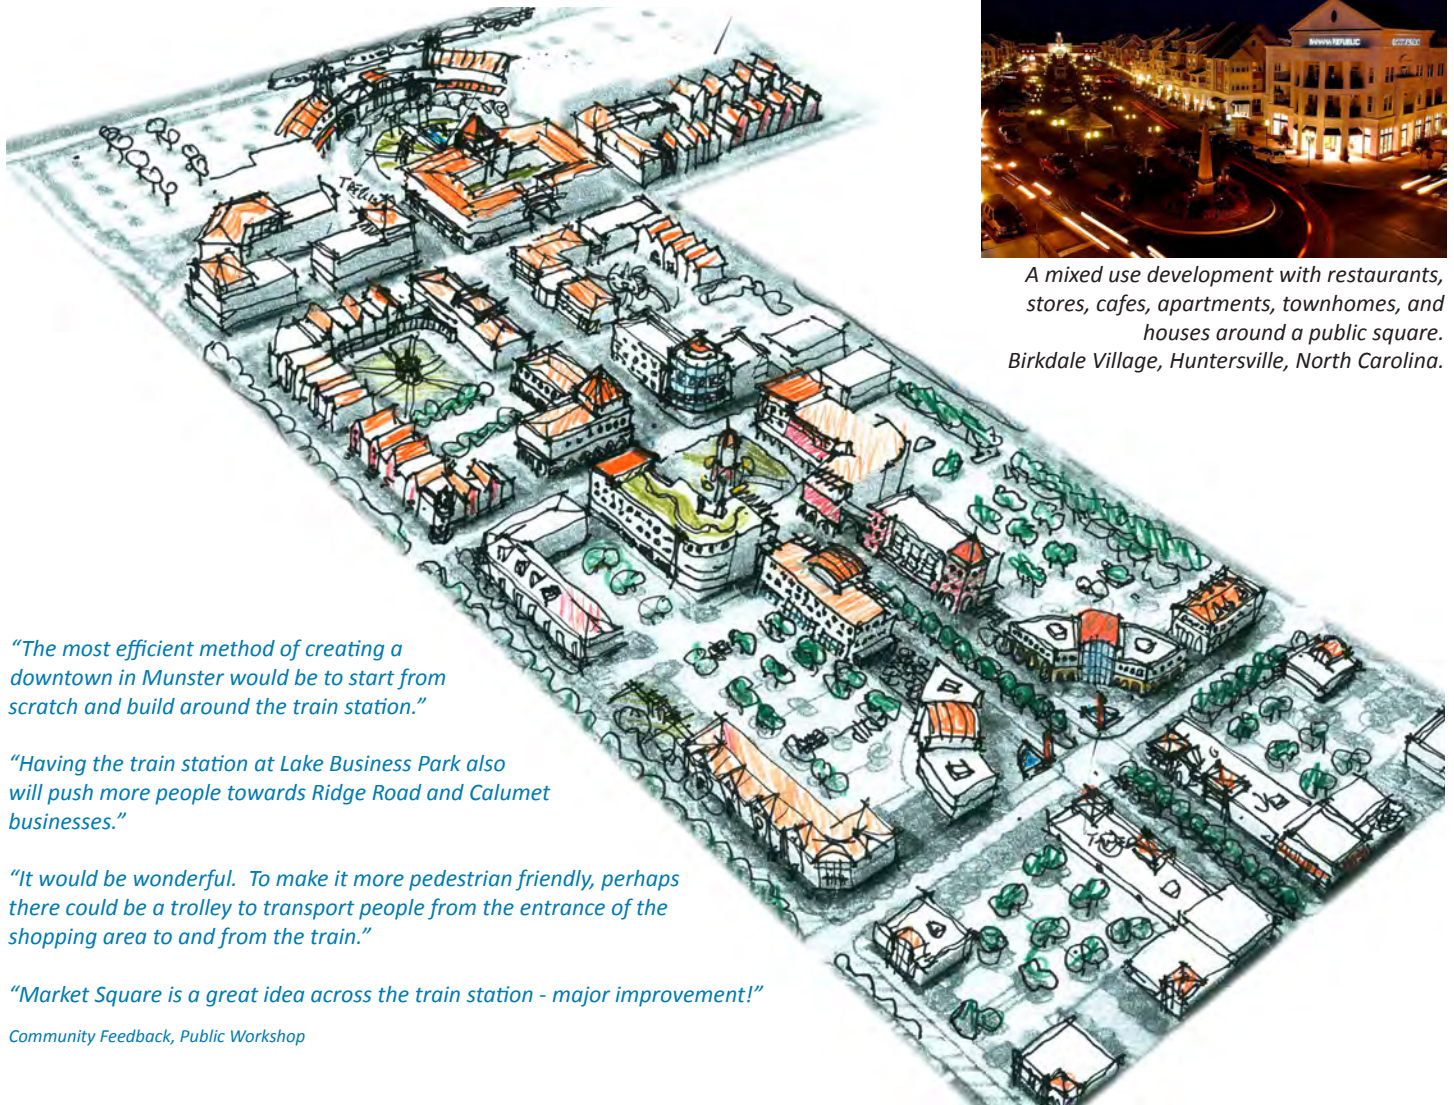 BANANA REPUBLIC
A mixed use development with restaurants,
stores, cafes, apartments, townhomes, and
houses around a public square.
Birkdale Village, Huntersville, North Carolina.
“The most efficient method of creating a
downtown in Munster would be to start from
scratch and build around the train station.”
“Having the train station at Lake Business Park also
will push more people towards Ridge Road and Calumet
businesses.”
“It would be wonderful.  To make it more pedestrian friendly, perhaps
there could be a trolley to transport people from the entrance of the
shopping area to and from the train.”
“Market Square is a great idea across the train station - major improvement!”
Community Feedback, Public Workshop